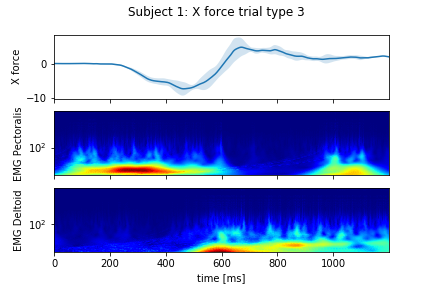 Subject 1: X force trial type 3
X force
0
−10
EMG Pectoralis
10²
EMG Deltoid
10²
0 200 400 600 800 1000
time [ms]